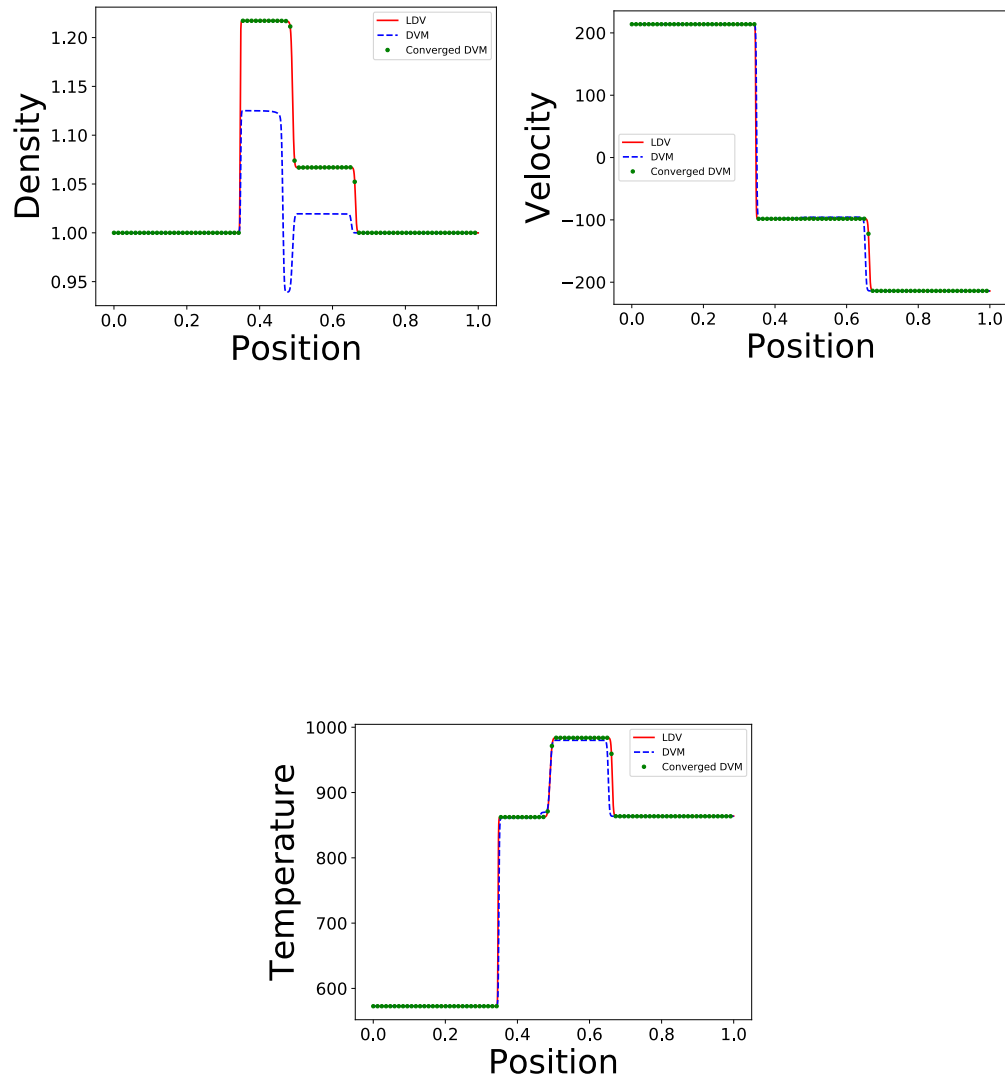 Density
1.20
1.15
1.10
1.05
1.00
0.95
LDV
DVM
Converged DVM
0.0 0.2 0.4 0.6 0.8 1.0
Position
Velocity
200
100
0
−100
−200
LDV
DVM
Converged DVM
0.0 0.2 0.4 0.6 0.8 1.0
Position
Temperature
1000
900
800
700
600
LDV
DVM
Converged DVM
0.0 0.2 0.4 0.6 0.8 1.0
Position